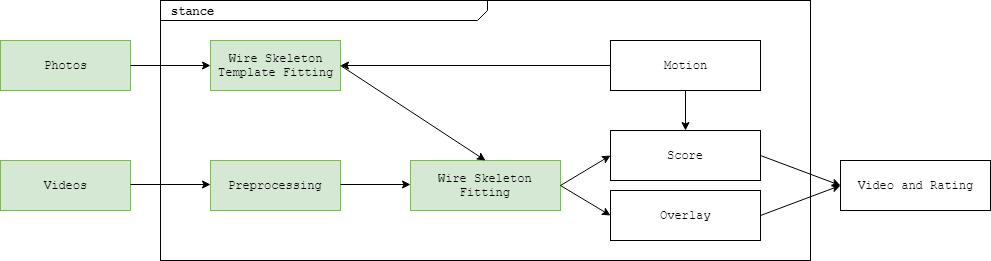 stance
Photos
Wire Skeleton
Template Fitting
Motion
Score
Videos
Preprocessing
Wire Skeleton
Fitting
Video and Rating
Overlay